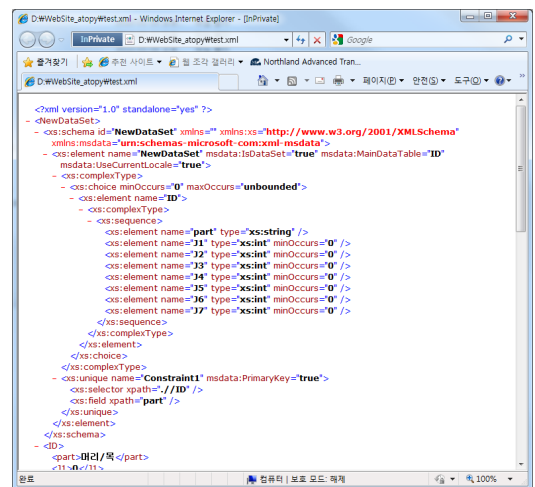 D:₩WebSite_atopy₩test.xml - Windows Internet Explorer - [InPrivate]
InPrivate D:₩WebSite_atopy₩test.xml Google
즐겨찾기 추천 사이트 웹 조각 갤러리 Northland Advanced Tran...
D:₩WebSite_atopy₩test.xml 페이지(P) 안전(S) 도구(O) »
<?xml version="1.0" standalone="yes" ?>
- <NewDataSet>
- <xs:schema id="NewDataSet" xmlns="" xmlns:xs="http://www.w3.org/2001/XMLSchema"
xmlns:msdata="urn:schemas-microsoft-com:xml-msdata">
- <xs:element name="NewDataSet" msdata:IsDataSet="true" msdata:MainDataTable="ID"
msdata:UseCurrentLocale="true">
- <xs:complexType>
- <xs:choice minOccurs="0" maxOccurs="unbounded">
- <xs:element name="ID">
- <xs:complexType>
- <xs:sequence>
<xs:element name="part" type="xs:string" />
<xs:element name="J1" type="xs:int" minOccurs="0" />
<xs:element name="J2" type="xs:int" minOccurs="0" />
<xs:element name="J3" type="xs:int" minOccurs="0" />
<xs:element name="J4" type="xs:int" minOccurs="0" />
<xs:element name="J5" type="xs:int" minOccurs="0" />
<xs:element name="J6" type="xs:int" minOccurs="0" />
<xs:element name="J7" type="xs:int" minOccurs="0" />
</xs:sequence>
</xs:complexType>
</xs:element>
</xs:choice>
</xs:complexType>
- <xs:unique name="Constraint1" msdata:PrimaryKey="true">
<xs:selector xpath=".//ID" />
<xs:field xpath="part" />
</xs:unique>
</xs:element>
</xs:schema>
- <ID>
<part>머리/목</part>
<J1>0</J1>
완료 컴퓨터 | 보호 모드: 해제 100%